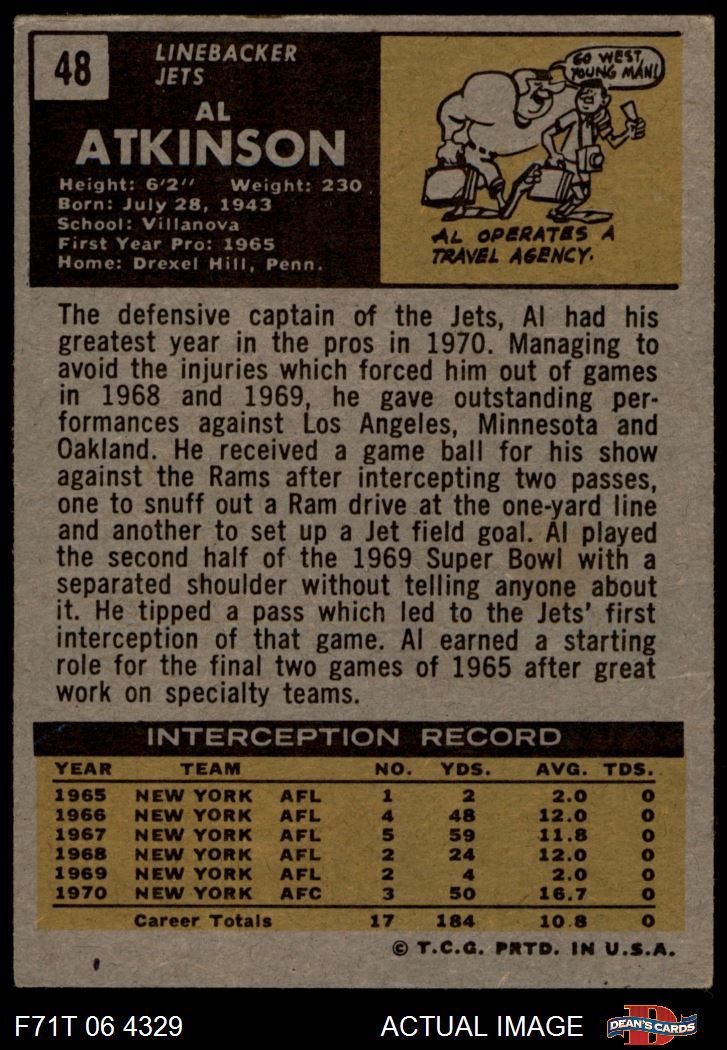 48
LINEBACKER
JETS
AL
ATKINSON
Height: 6'2" Weight: 230
Born: July 28, 1943
School: Villanova
First Year Pro: 1965
Home: Drexel Hill, Penn.
GO WEST,
YOUNG MAN!
AL OPERATES A
TRAVEL AGENCY.
The defensive captain of the Jets, Al had his
greatest year in the pros in 1970. Managing to
avoid the injuries which forced him out of games
in 1968 and 1969, he gave outstanding per-
formances against Los Angeles, Minnesota and
Oakland. He received a game ball for his show
against the Rams after intercepting two passes,
one to snuff out a Ram drive at the one-yard line
and another to set up a Jet field goal. Al played
the second half of the 1969 Super Bowl with a
separated shoulder without telling anyone about
it. He tipped a pass which led to the Jets' first
interception of that game. Al earned a starting
role for the final two games of 1965 after great
work on specialty teams.
INTERCEPTION RECORD
YEAR TEAM NO. YDS. AVG. TDS.
1965 NEW YORK AFL 1 2 2.0 0
1966 NEW YORK AFL 4 48 12.0 0
1967 NEW YORK AFL 5 59 11.8 0
1968 NEW YORK AFL 2 24 12.0 0
1969 NEW YORK AFL 2 4 2.0 0
1970 NEW YORK AFC 3 50 16.7 0
Career Totals 17 184 10.8 0
© T.C.G. PRTD. IN U.S.A.
F71T 06 4329 ACTUAL IMAGE D DEAN'S CARDS